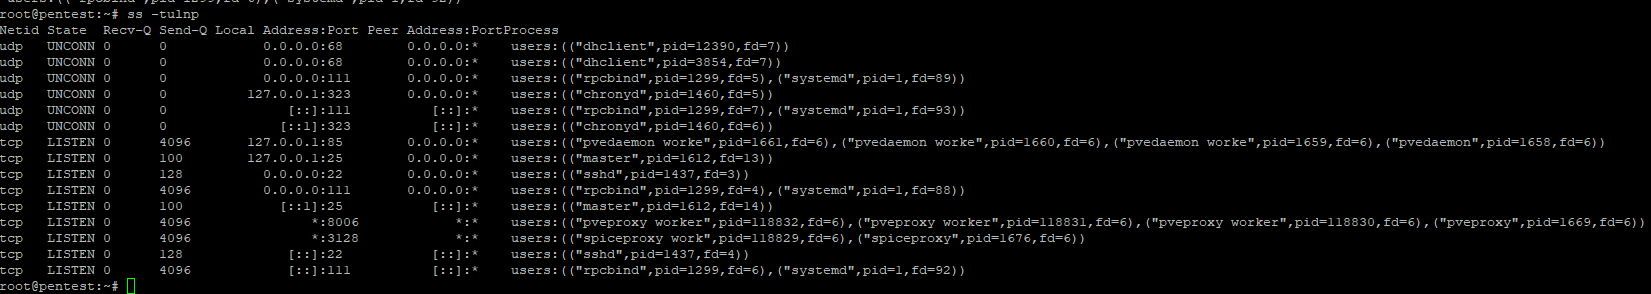 users:(("rpcbind",pid=1299,fd=6),("systemd",pid=1,fd=92))
root@pentest:~# ss -tulnp
Netid State  Recv-Q Send-Q Local Address:Port Peer Address:PortProcess
udp   UNCONN 0      0            0.0.0.0:68        0.0.0.0:*    users:(("dhclient",pid=12390,fd=7))
udp   UNCONN 0      0            0.0.0.0:68        0.0.0.0:*    users:(("dhclient",pid=3854,fd=7))
udp   UNCONN 0      0            0.0.0.0:111       0.0.0.0:*    users:(("rpcbind",pid=1299,fd=5),("systemd",pid=1,fd=89))
udp   UNCONN 0      0          127.0.0.1:323       0.0.0.0:*    users:(("chronyd",pid=1460,fd=5))
udp   UNCONN 0      0               [::]:111          [::]:*    users:(("rpcbind",pid=1299,fd=7),("systemd",pid=1,fd=93))
udp   UNCONN 0      0              [::1]:323          [::]:*    users:(("chronyd",pid=1460,fd=6))
tcp   LISTEN 0      4096       127.0.0.1:85        0.0.0.0:*    users:(("pvedaemon worke",pid=1661,fd=6),("pvedaemon worke",pid=1660,fd=6),("pvedaemon worke",pid=1659,fd=6),("pvedaemon",pid=1658,fd=6))
tcp   LISTEN 0      100        127.0.0.1:25        0.0.0.0:*    users:(("master",pid=1612,fd=13))
tcp   LISTEN 0      128          0.0.0.0:22        0.0.0.0:*    users:(("sshd",pid=1437,fd=3))
tcp   LISTEN 0      4096         0.0.0.0:111       0.0.0.0:*    users:(("rpcbind",pid=1299,fd=4),("systemd",pid=1,fd=88))
tcp   LISTEN 0      100            [::1]:25           [::]:*    users:(("master",pid=1612,fd=14))
tcp   LISTEN 0      4096               *:8006            *:*    users:(("pveproxy worker",pid=118832,fd=6),("pveproxy worker",pid=118831,fd=6),("pveproxy worker",pid=118830,fd=6),("pveproxy",pid=1669,fd=6))
tcp   LISTEN 0      4096               *:3128            *:*    users:(("spiceproxy work",pid=118829,fd=6),("spiceproxy",pid=1676,fd=6))
tcp   LISTEN 0      128             [::]:22           [::]:*    users:(("sshd",pid=1437,fd=4))
tcp   LISTEN 0      4096            [::]:111          [::]:*    users:(("rpcbind",pid=1299,fd=6),("systemd",pid=1,fd=92))
root@pentest:~#